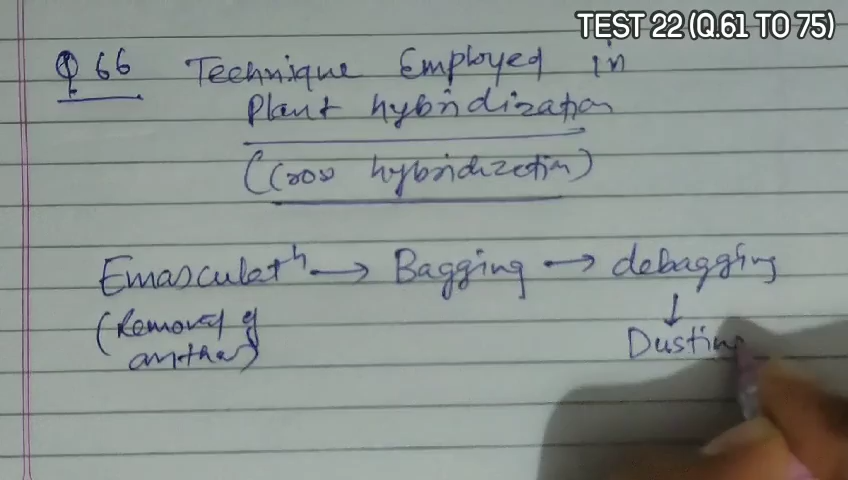 TEST 22 (Q.61 TO 75)
Q 66 Technique Employed in
Plant hybridization
(Cross hybridization)
Emasculatn → Bagging → debagging
↓
(Removal of
anther)
Dusting